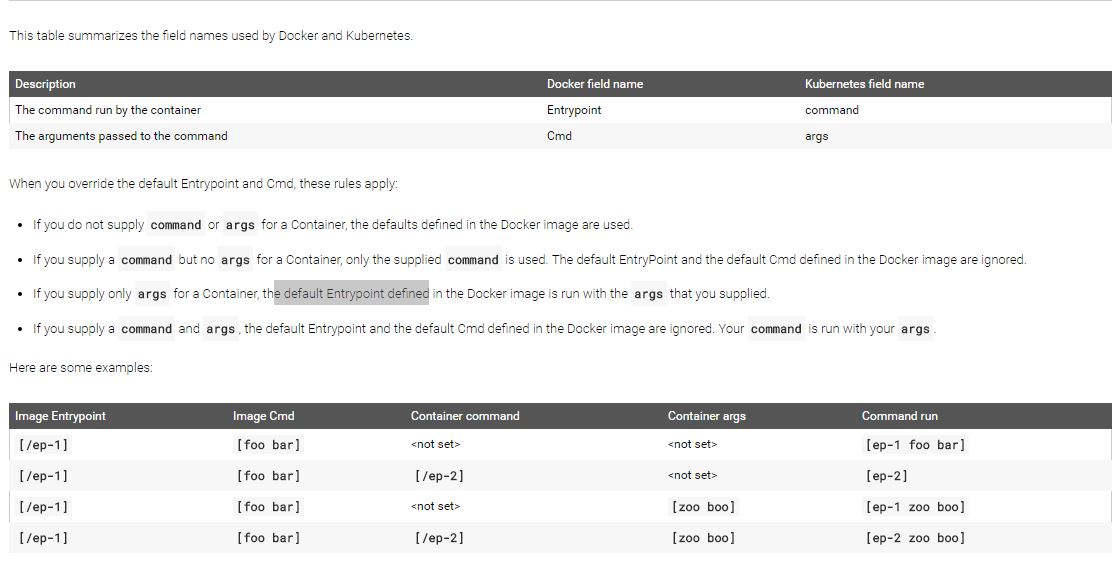 This table summarizes the field names used by Docker and Kubernetes.
Description Docker field name Kubernetes field name
The command run by the container Entrypoint command
The arguments passed to the command Cmd args
When you override the default Entrypoint and Cmd, these rules apply:
• If you do not supply command or args for a Container, the defaults defined in the Docker image are used.
• If you supply a command but no args for a Container, only the supplied command is used. The default EntryPoint and the default Cmd defined in the Docker image are ignored.
• If you supply only args for a Container, the default Entrypoint defined in the Docker image is run with the args that you supplied.
• If you supply a command and args, the default Entrypoint and the default Cmd defined in the Docker image are ignored. Your command is run with your args.
Here are some examples:
Image Entrypoint Image Cmd Container command Container args Command run
[/ep-1] [foo bar] <not set> <not set> [ep-1 foo bar]
[/ep-1] [foo bar] [/ep-2] <not set> [ep-2]
[/ep-1] [foo bar] <not set> [zoo boo] [ep-1 zoo boo]
[/ep-1] [foo bar] [/ep-2] [zoo boo] [ep-2 zoo boo]